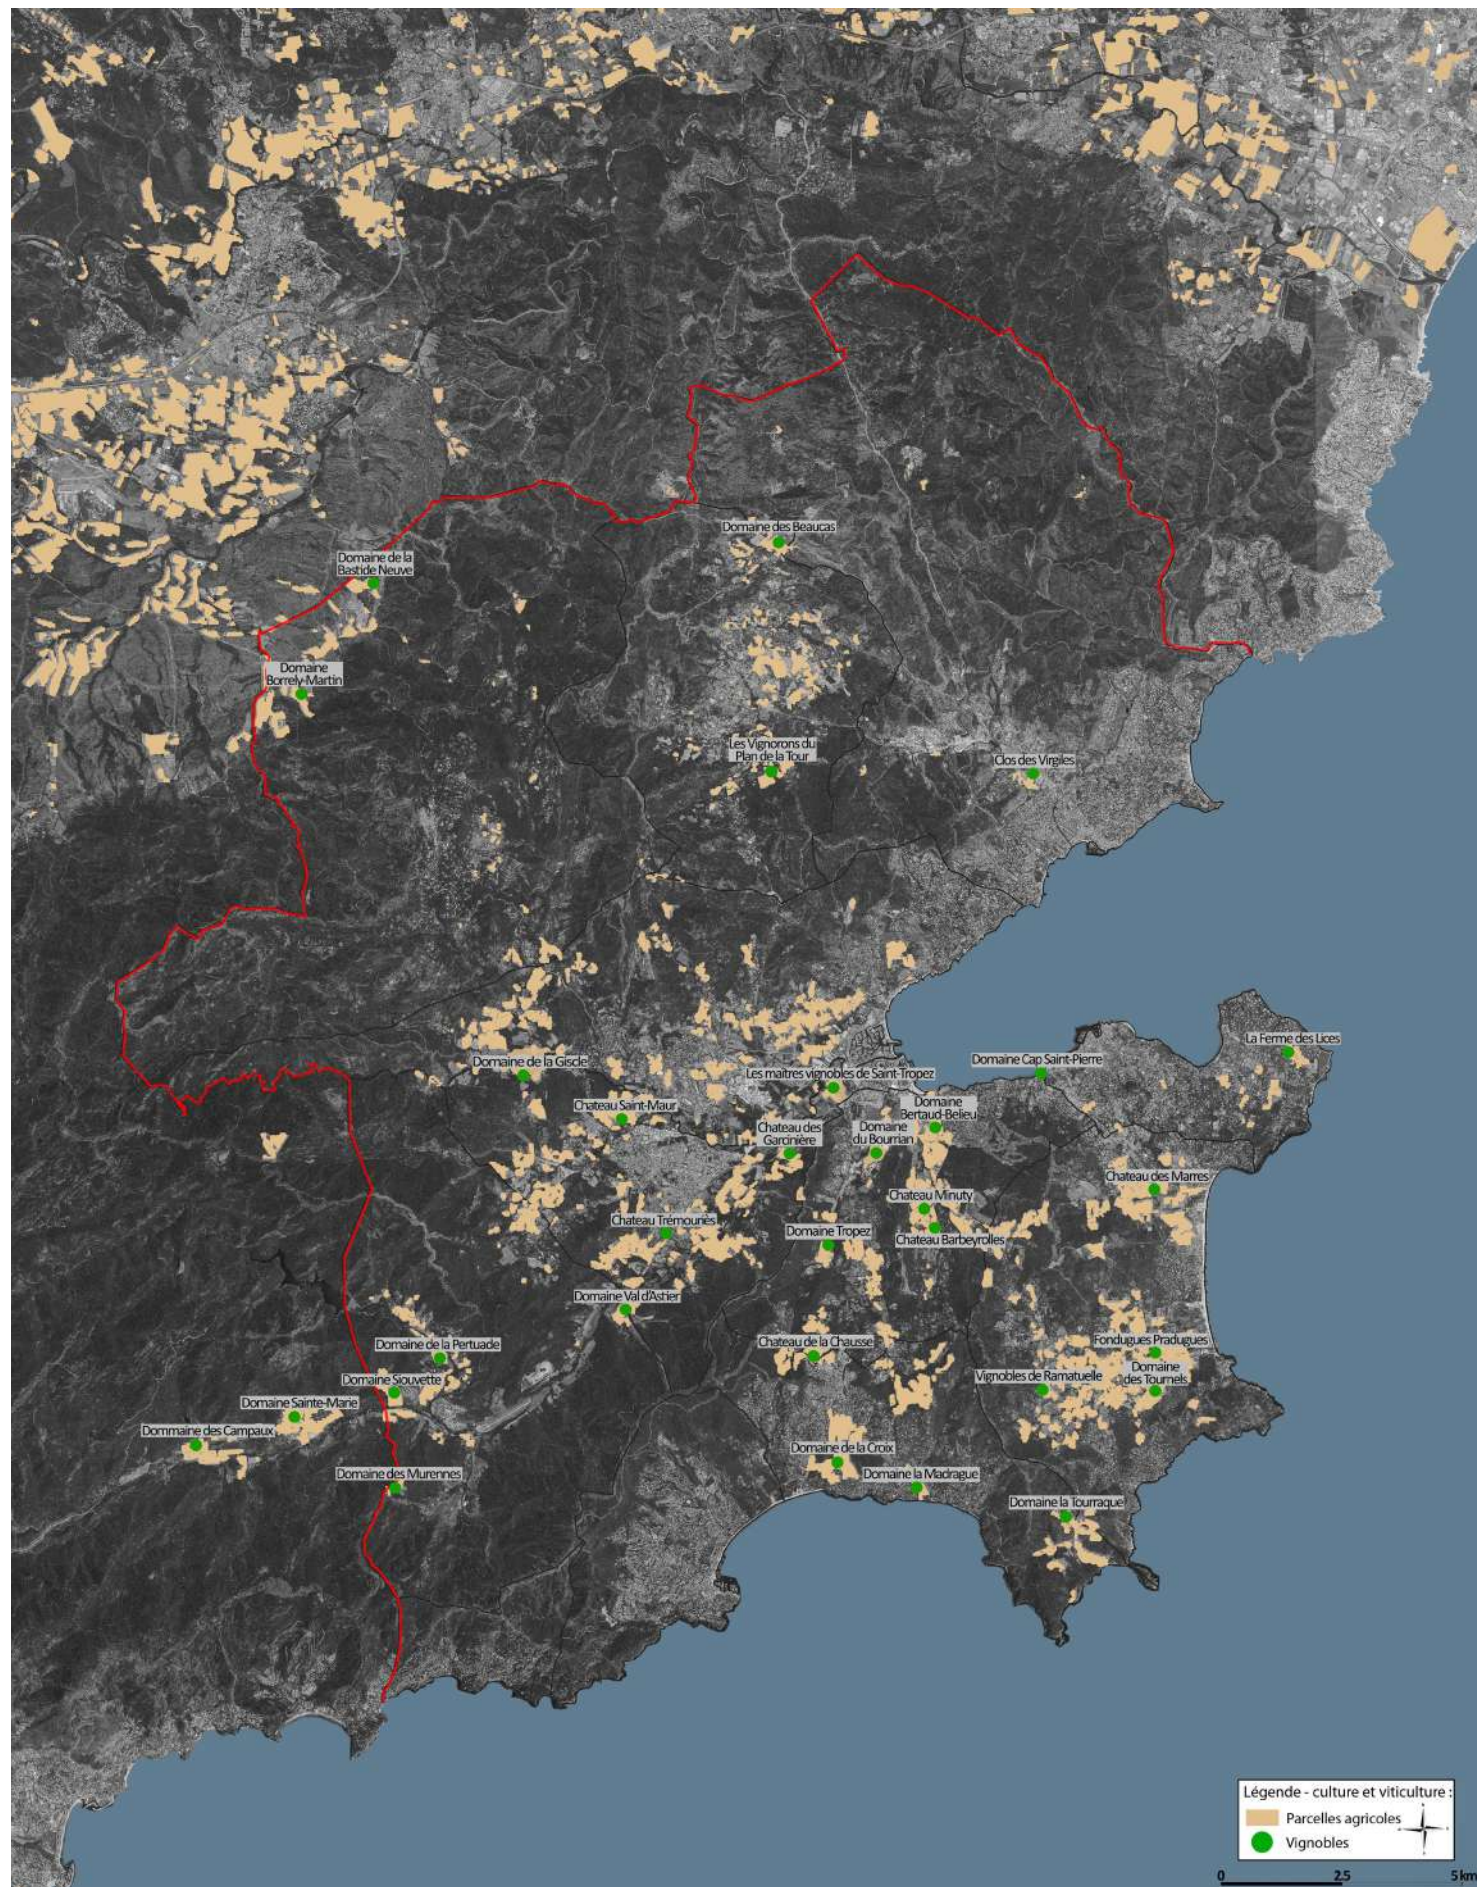 Domaine des Beaucas
Domaine de la
Bastide Neuve
Domaine
Borrely-Martin
Les Vignorons du
Plan de la Tour
Clos des Virgiles
La Ferme des Lices
Domaine de la Giscle
Domaine Cap Saint-Pierre
Les maîtres vignobles de Saint-Tropez
Chateau Saint-Maur
Domaine
Bertaud-Belieu
Chateau des
Garcinière
Domaine
du Bourrian
Chateau des Marres
Chateau Minuty
Chateau Trémouriès
Domaine Tropez
Chateau Barbeyrolles
Domaine Val d'Astier
Domaine de la Pertuade
Chateau de la Chausse
Fondugues Pradugues
Domaine
des Tournels
Vignobles de Ramatuelle
Domaine Siouvette
Domaine Sainte-Marie
Dommaine des Campaux
Domaine de la Croix
Domaine des Murennes
Domaine la Madrague
Domaine la Tourraque
Légende - culture et viticulture :
Parcelles agricoles
Vignobles
0 2.5 5 km